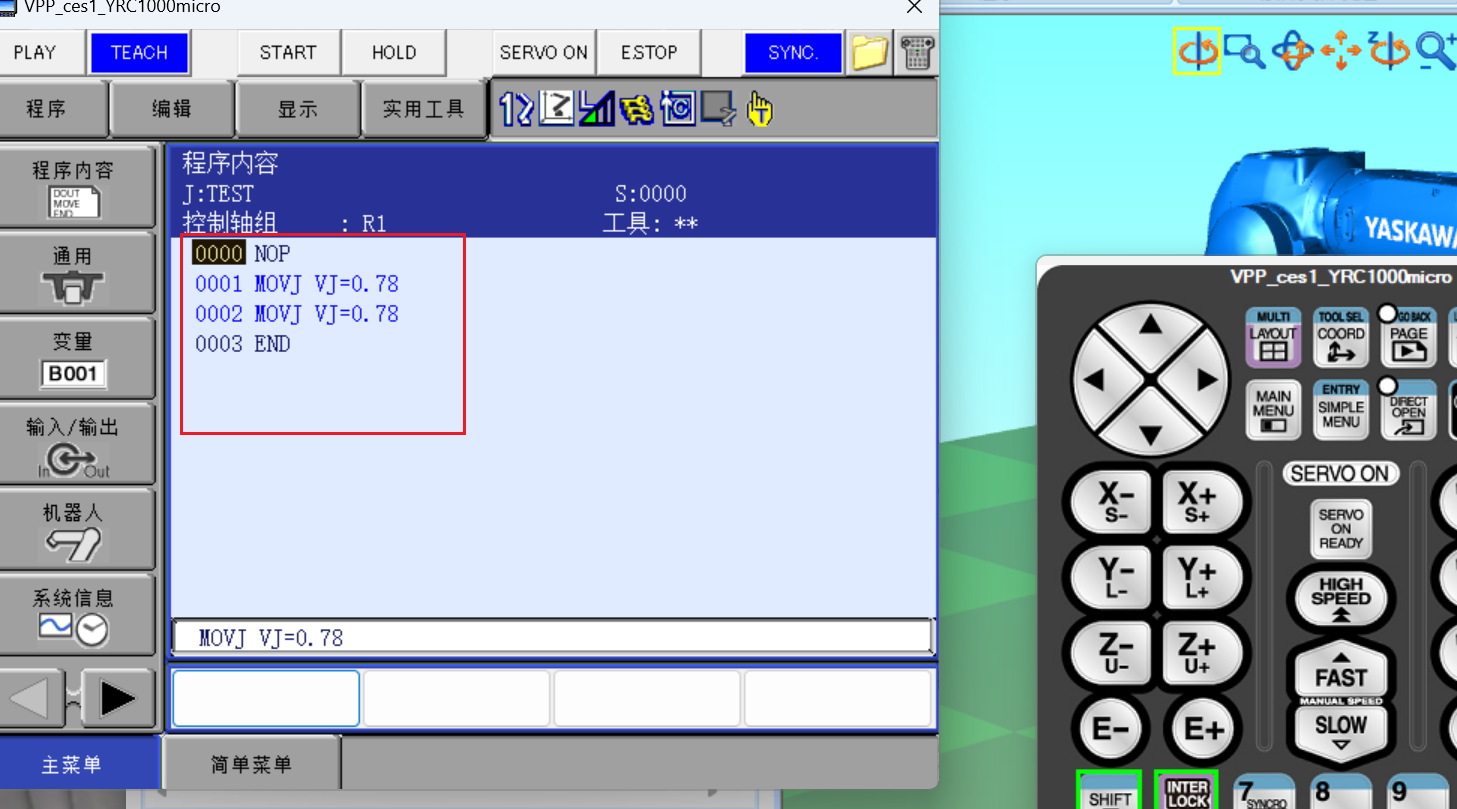 VPP_ces1_YRC1000micro
PLAY TEACH START HOLD SERVO ON E.STOP SYNC.
程序 编辑 显示 实用工具
程序内容
DOUT
MOVE
END
通用
变量
B001
输入/输出
In Out
机器人
系统信息
程序内容
J:TEST S:0000
控制轴组 : R1 工具: **
0000 NOP
0001 MOVJ VJ=0.78
0002 MOVJ VJ=0.78
0003 END
MOVJ VJ=0.78
主菜单 简单菜单
Z
YASKAWA
VPP_ces1_YRC1000micro
MULTI
LAYOUT
TOOL SEL
COORD
GO BACK
PAGE
MAIN
MENU
ENTRY
SIMPLE
MENU
DIRECT
OPEN
X-
S-
X+
S+
SERVO ON
SERVO
ON
READY
Y-
L-
Y+
L+
HIGH
SPEED
Z-
U-
Z+
U+
FAST
MANUAL SPEED
SLOW
E-
E+
SHIFT
INTER
LOCK
7
SYNCRO
8
9